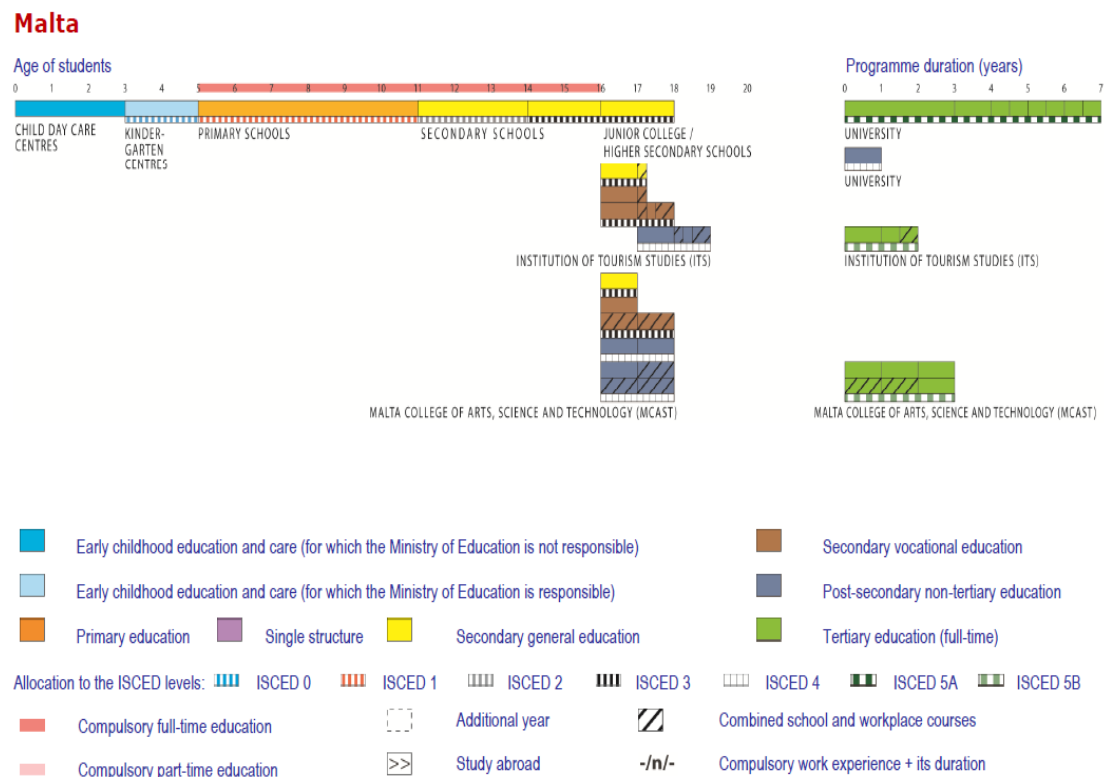 Malta
Age of students
Programme duration (years)
0 1 2 3 4 5 6 7 8 9 10 11 12 13 14 15 16 17 18 19 20
0 1 2 3 4 5 6 7
CHILD DAY CARE
CENTRES
KINDER-
GARTEN
CENTRES
PRIMARY SCHOOLS
SECONDARY SCHOOLS
JUNIOR COLLEGE /
HIGHER SECONDARY SCHOOLS
UNIVERSITY
UNIVERSITY
INSTITUTION OF TOURISM STUDIES (ITS)
INSTITUTION OF TOURISM STUDIES (ITS)
MALTA COLLEGE OF ARTS, SCIENCE AND TECHNOLOGY (MCAST)
MALTA COLLEGE OF ARTS, SCIENCE AND TECHNOLOGY (MCAST)
Early childhood education and care (for which the Ministry of Education is not responsible)
Secondary vocational education
Early childhood education and care (for which the Ministry of Education is responsible)
Post-secondary non-tertiary education
Primary education
Single structure
Secondary general education
Tertiary education (full-time)
Allocation to the ISCED levels: ISCED 0 ISCED 1 ISCED 2 ISCED 3 ISCED 4 ISCED 5A ISCED 5B
Compulsory full-time education
Additional year
Combined school and workplace courses
Compulsory part-time education
>> Study abroad
-/n/- Compulsory work experience + its duration